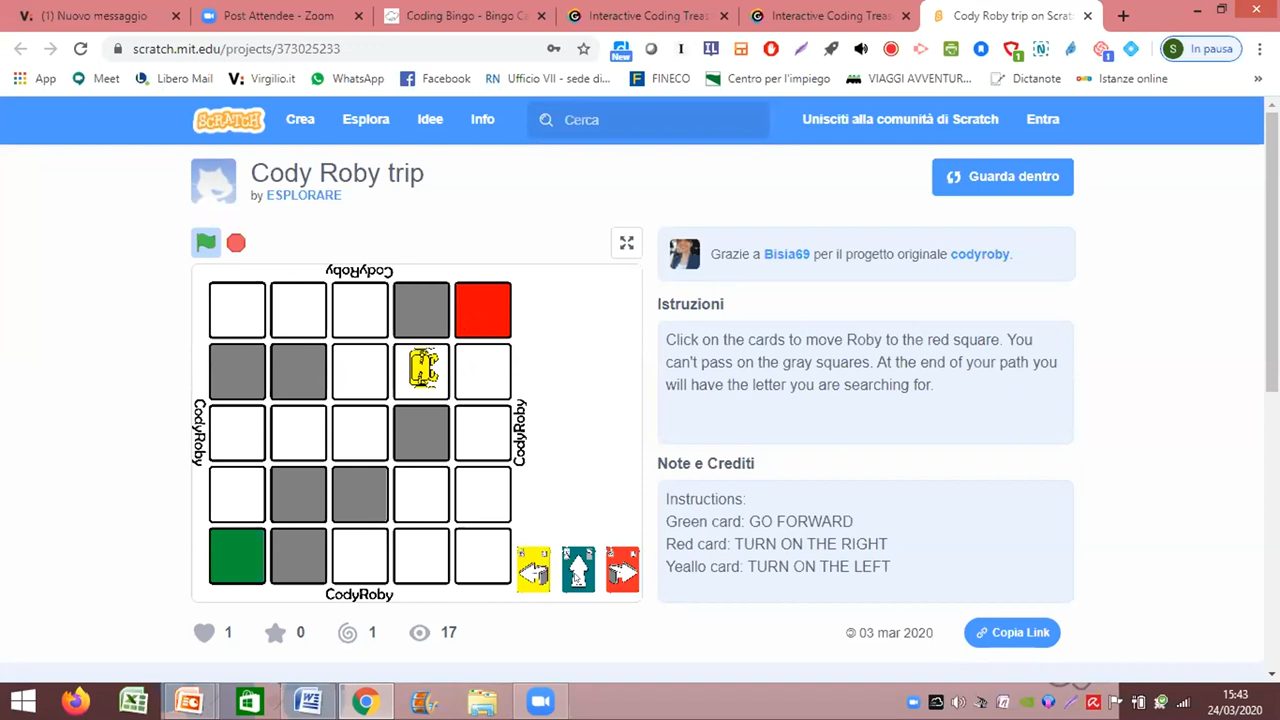 (1) Nuovo messaggio
Post Attendee - Zoom
Coding Bingo - Bingo Ca
Interactive Coding Treas
Interactive Coding Treas
Cody Roby trip on Scrat
scratch.mit.edu/projects/373025233
New
In pausa
App
Meet
Libero Mail
Virgilio.it
WhatsApp
Facebook
Ufficio VII - sede di...
FINECO
Centro per l'impiego
VIAGGI AVVENTUR...
Dictanote
Istanze online
SCRATCH
Crea
Esplora
Idee
Info
Cerca
Unisciti alla comunità di Scratch
Entra
Cody Roby trip
by ESPLORARE
Guarda dentro
CodyRoby
CodyRoby
CodyRoby
CodyRoby
Grazie a Bisia69 per il progetto originale codyroby.
Istruzioni
Click on the cards to move Roby to the red square. You
can't pass on the gray squares. At the end of your path you
will have the letter you are searching for.
Note e Crediti
Instructions:
Green card: GO FORWARD
Red card: TURN ON THE RIGHT
Yeallo card: TURN ON THE LEFT
1
0
1
17
03 mar 2020
Copia Link
15:43
24/03/2020